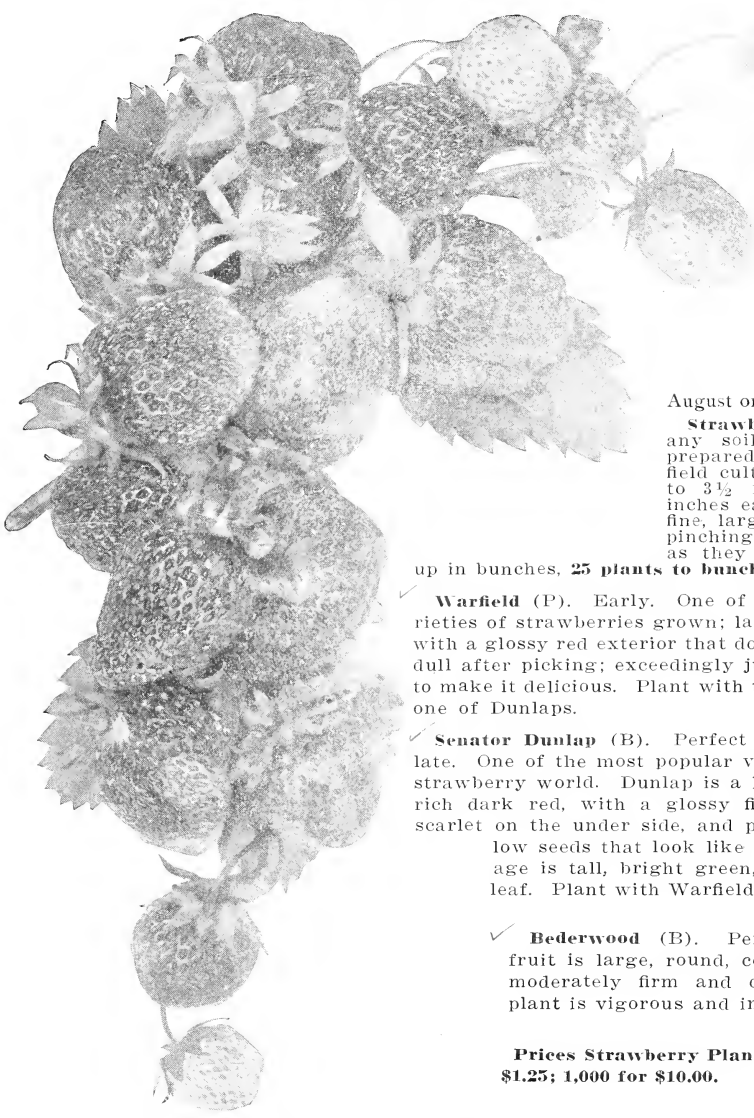 August or
Strawb
any soil
prepared
field cult
to 3½
inches ea
fine, larg
pinching
as they
up in bunches, 25 plants to bunch
Warfield (P). Early. One of
rieties of strawberries grown; la
with a glossy red exterior that do
dull after picking; exceedingly j
to make it delicious. Plant with
one of Dunlaps.
Senator Dunlap (B). Perfect
late. One of the most popular v
strawberry world. Dunlap is a
rich dark red, with a glossy fi
scarlet on the under side, and p
low seeds that look like
age is tall, bright green,
leaf. Plant with Warfield
Bederwood (B). Pe
fruit is large, round, c
moderately firm and
plant is vigorous and i
Prices Strawberry Plan
$1.25; 1,000 for $10.00.